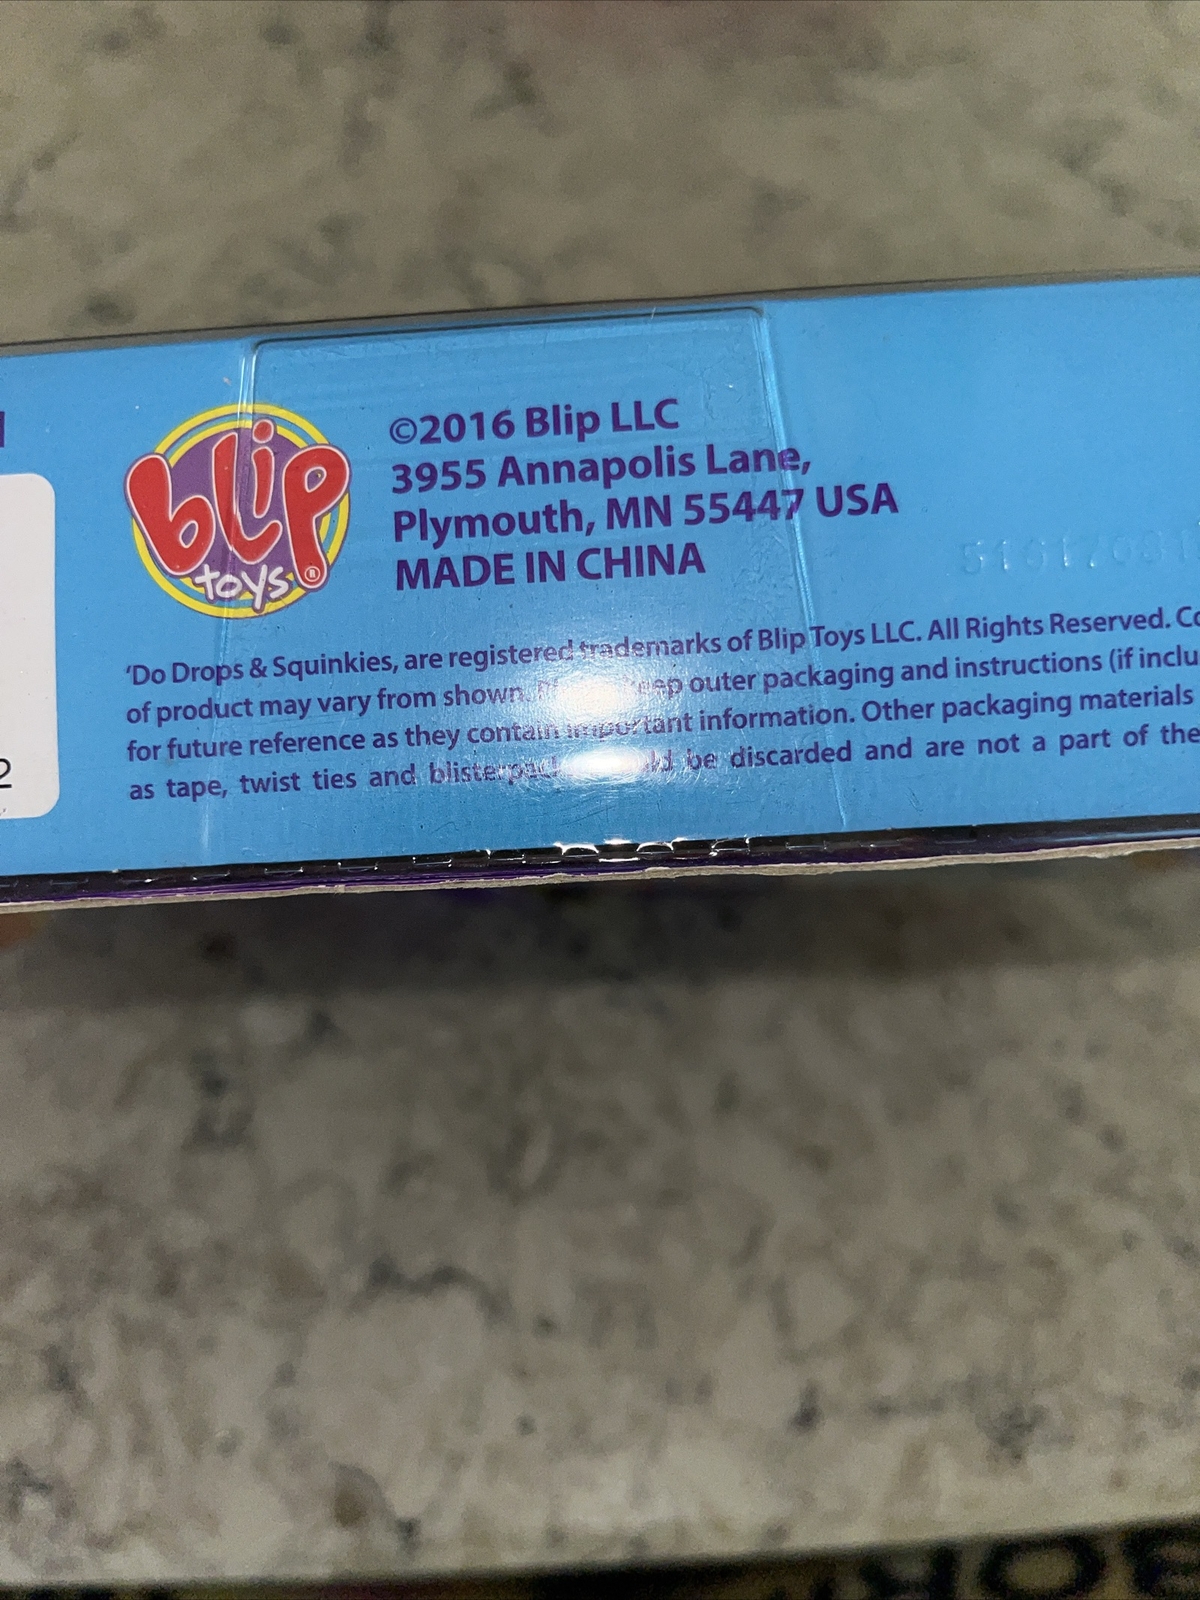 blip
toys®
©2016 Blip LLC
3955 Annapolis Lane,
Plymouth, MN 55447 USA
MADE IN CHINA
'Do Drops & Squinkies, are registered trademarks of Blip Toys LLC. All Rights Reserved.
of product may vary from shown. outer packaging and instructions (if
for future reference as they contain important information. Other packaging materials
as tape, twist ties and be discarded and are not a part of the
2